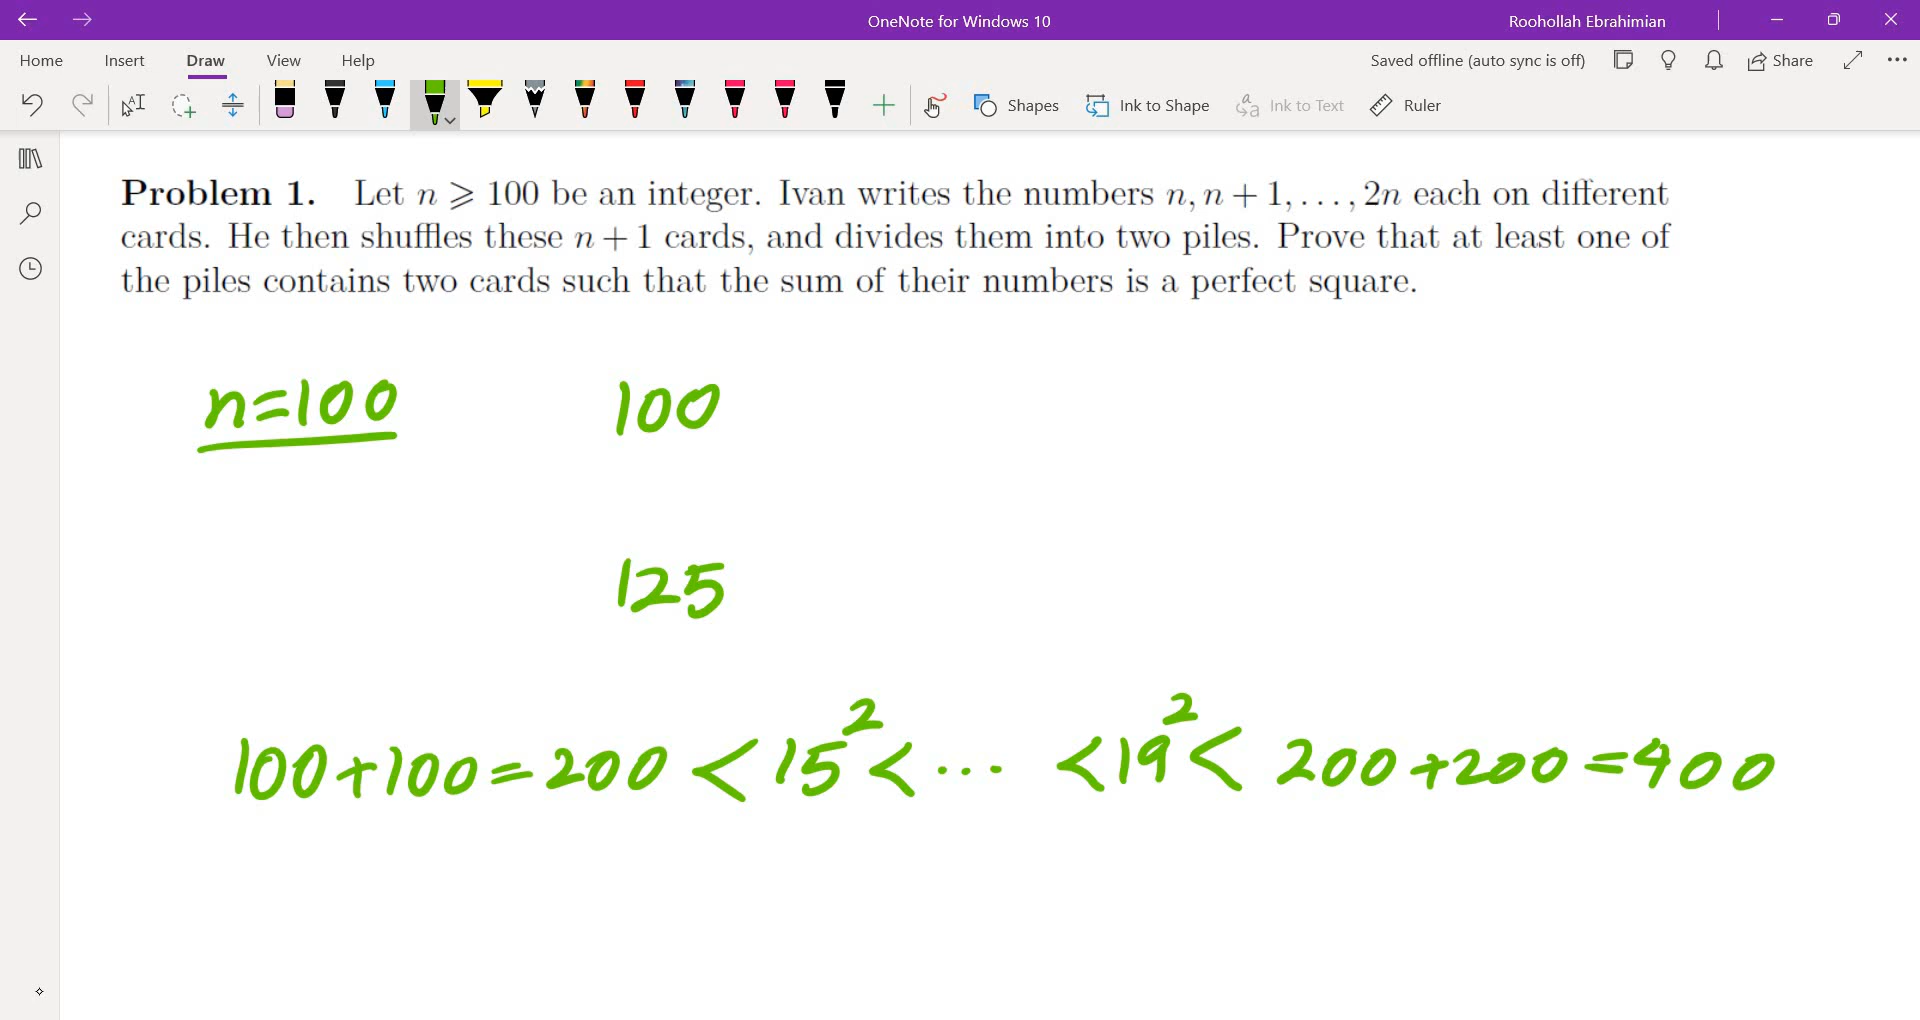 OneNote for Windows 10
Roohollah Ebrahimian
Home Insert Draw View Help
Saved offline (auto sync is off)
Share
Shapes
Ink to Shape
Ink to Text
Ruler
Problem 1. Let n ⩾ 100 be an integer. Ivan writes the numbers n, n + 1, . . . , 2n each on different
cards. He then shuffles these n + 1 cards, and divides them into two piles. Prove that at least one of
the piles contains two cards such that the sum of their numbers is a perfect square.
n=100 100
125
100+100=200 < 15² < ... < 19² < 200+200=400